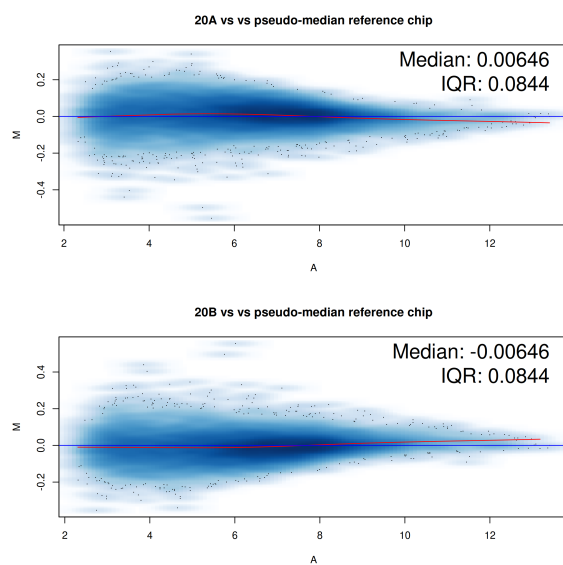 20A vs vs pseudo-median reference chip
Median: 0.00646
IQR: 0.0844
0.2
0.0
-0.2
-0.4
M
2 4 6 8 10 12
A
20B vs vs pseudo-median reference chip
Median: -0.00646
IQR: 0.0844
0.4
0.2
0.0
-0.2
M
2 4 6 8 10 12
A